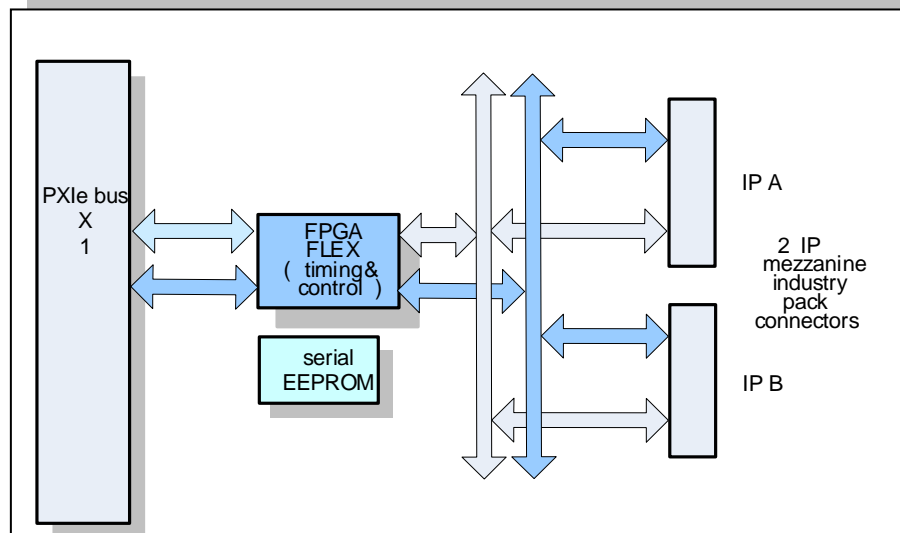 PXIe bus
X
1
FPGA
FLEX
( timing&
control )
serial
EEPROM
IP A
2 IP
mezzanine
industry
pack
connectors
IP B